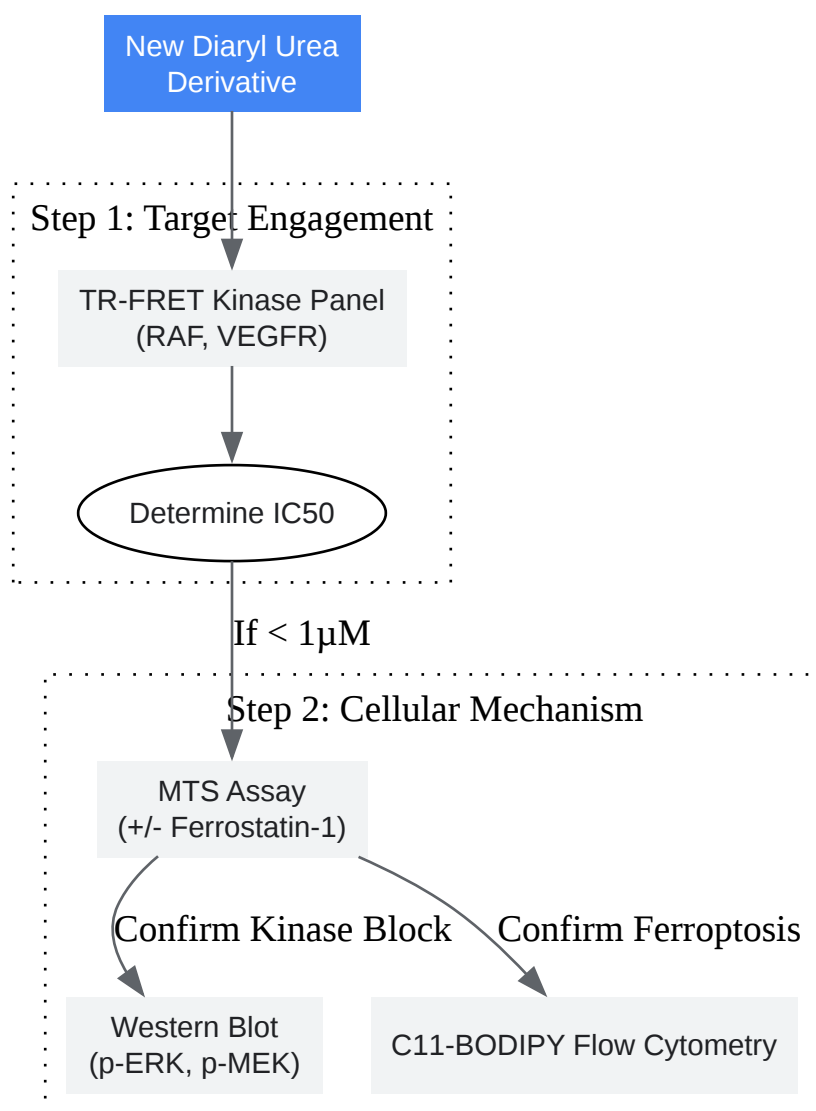 New Diaryl Urea
Derivative
Step 1: Target Engagement
TR-FRET Kinase Panel
(RAF, VEGFR)
Determine IC50
If < 1µM
Step 2: Cellular Mechanism
MTS Assay
(+/- Ferrostatin-1)
Confirm Kinase Block
Confirm Ferroptosis
Western Blot
(p-ERK, p-MEK)
C11-BODIPY Flow Cytometry